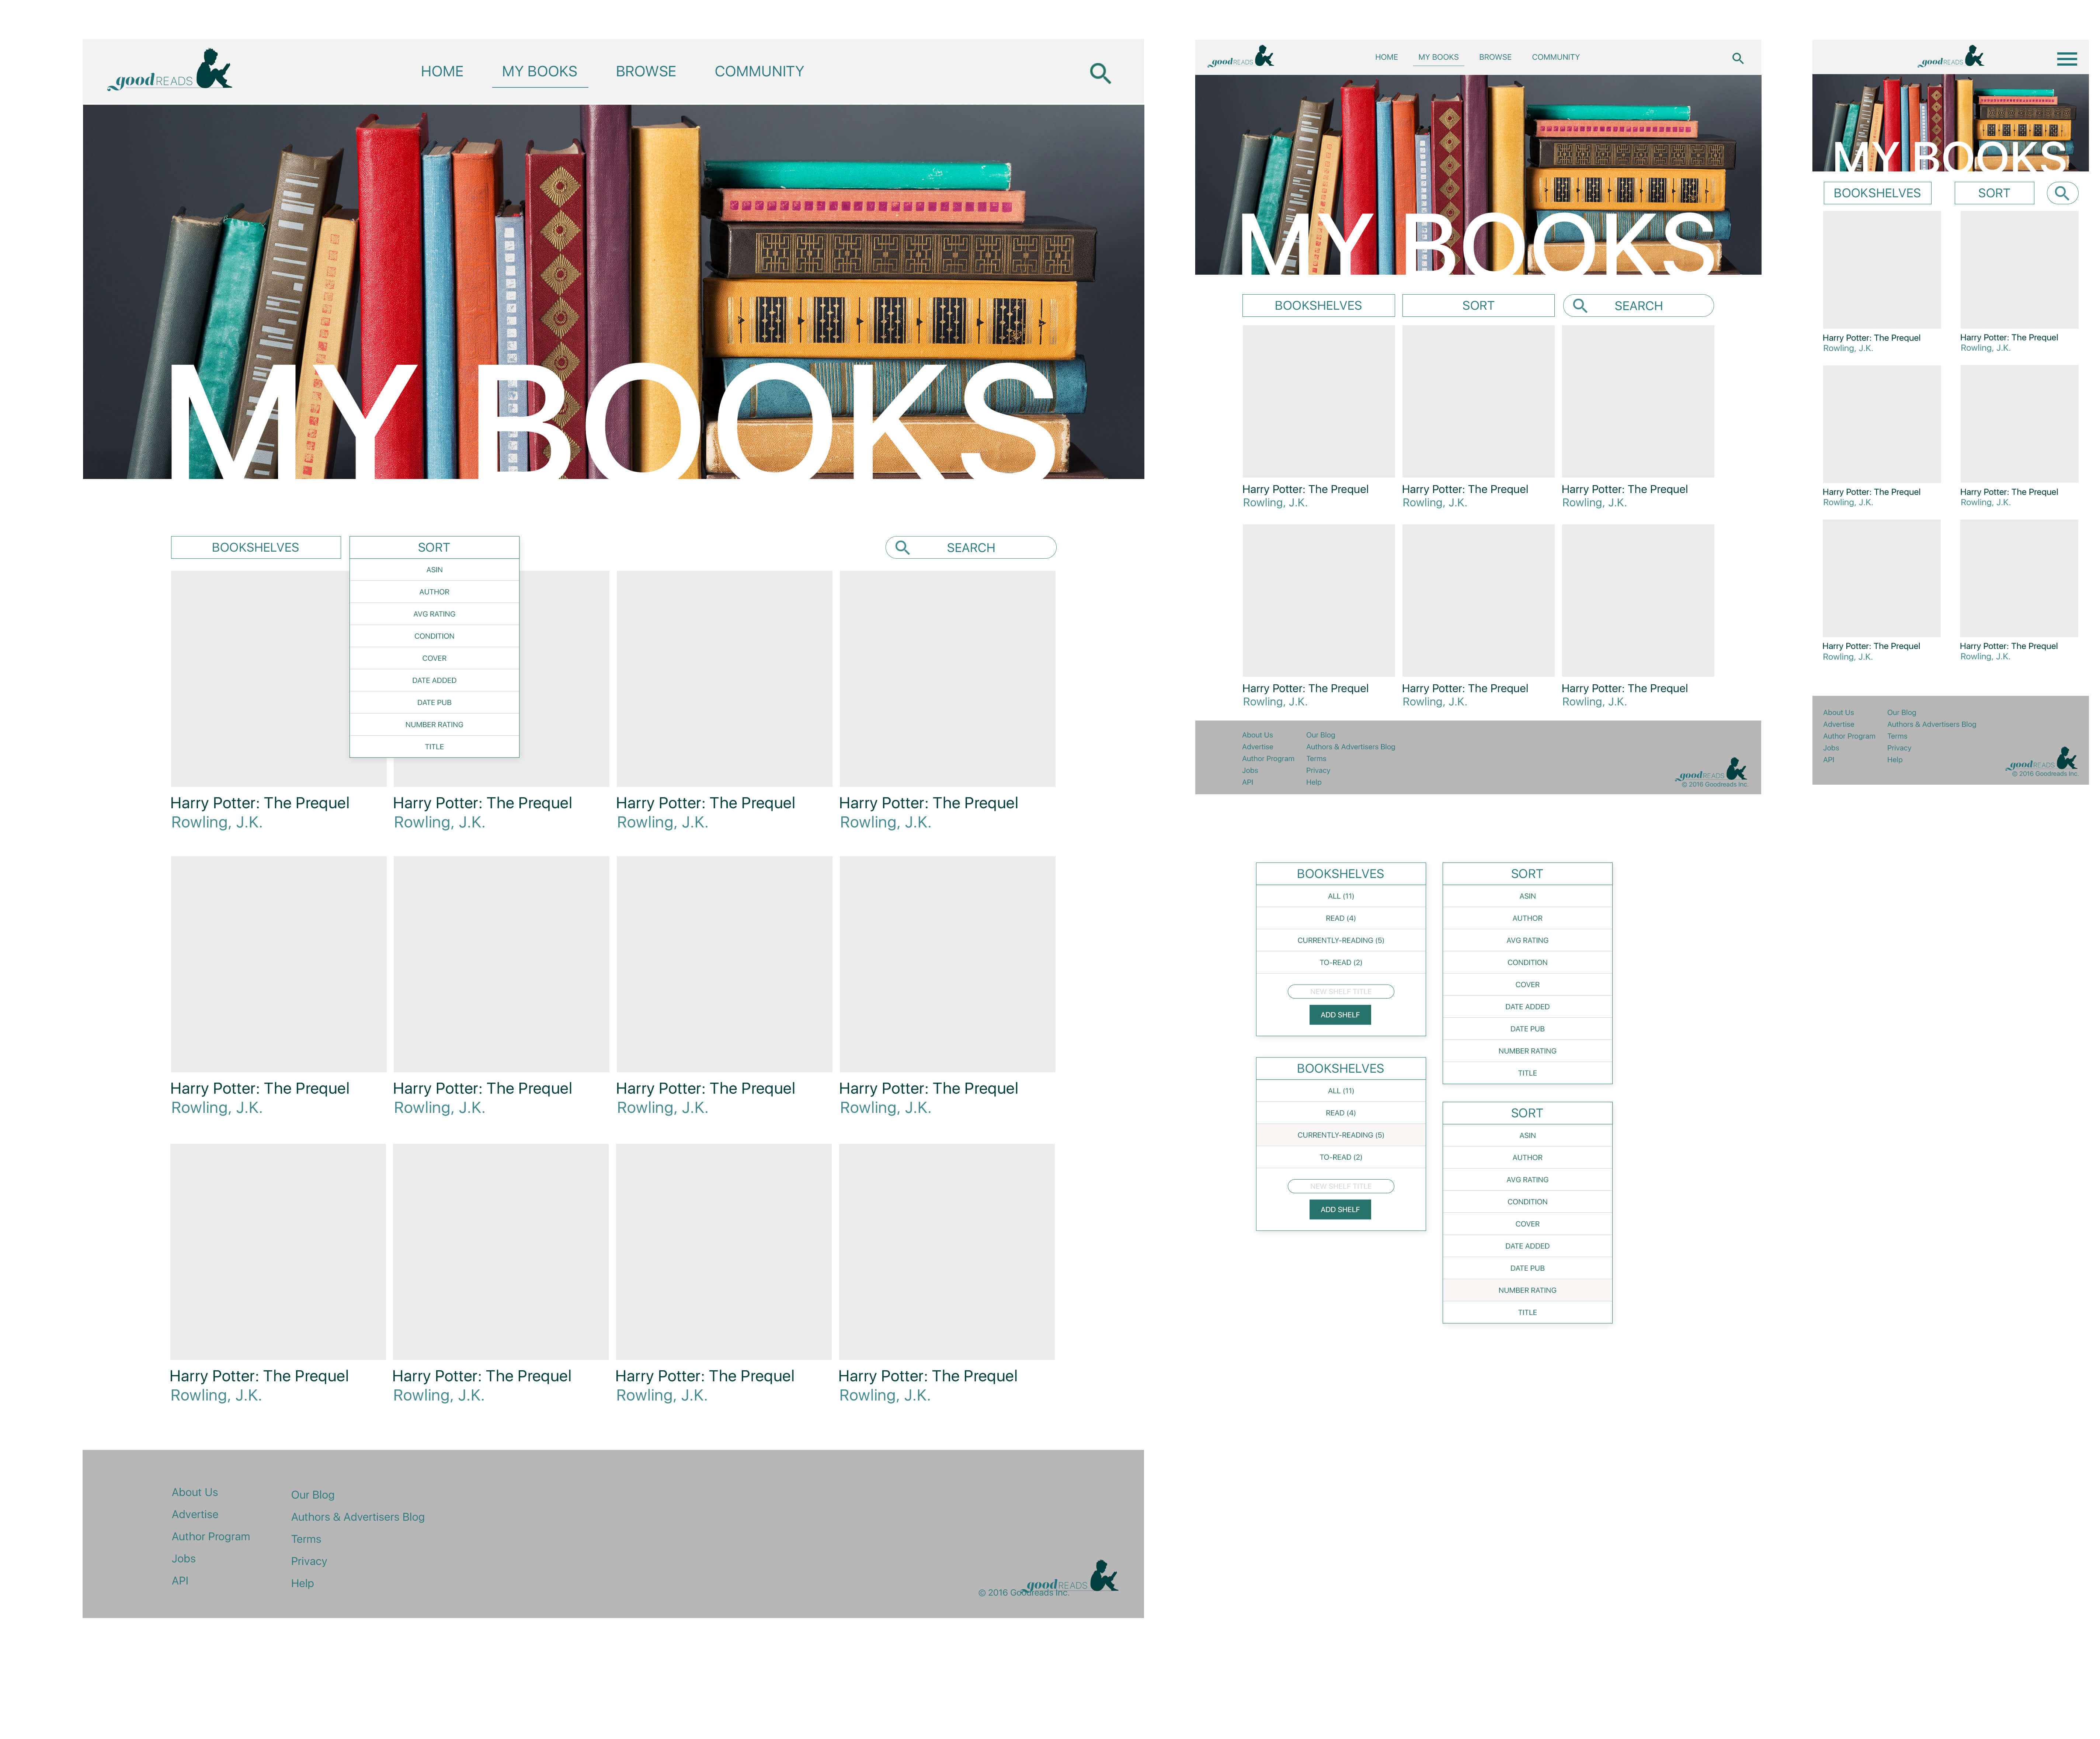 goodREADS
HOME MY BOOKS BROWSE COMMUNITY
MY BOOKS
BOOKSHELVES SORT SEARCH
ASIN
AUTHOR
AVG RATING
CONDITION
COVER
DATE ADDED
DATE PUB
NUMBER RATING
TITLE
Harry Potter: The Prequel Harry Potter: The Prequel Harry Potter: The Prequel Harry Potter: The Prequel
Rowling, J.K. Rowling, J.K. Rowling, J.K. Rowling, J.K.
Harry Potter: The Prequel Harry Potter: The Prequel Harry Potter: The Prequel Harry Potter: The Prequel
Rowling, J.K. Rowling, J.K. Rowling, J.K. Rowling, J.K.
Harry Potter: The Prequel Harry Potter: The Prequel Harry Potter: The Prequel Harry Potter: The Prequel
Rowling, J.K. Rowling, J.K. Rowling, J.K. Rowling, J.K.
About Us
Advertise
Author Program
Jobs
API
Our Blog
Authors & Advertisers Blog
Terms
Privacy
Help
goodREADS
© 2016 Goodreads Inc.
goodREADS
HOME MY BOOKS BROWSE COMMUNITY
MY BOOKS
BOOKSHELVES SORT SEARCH
Harry Potter: The Prequel Harry Potter: The Prequel Harry Potter: The Prequel
Rowling, J.K. Rowling, J.K. Rowling, J.K.
Harry Potter: The Prequel Harry Potter: The Prequel Harry Potter: The Prequel
Rowling, J.K. Rowling, J.K. Rowling, J.K.
About Us
Advertise
Author Program
Jobs
API
Our Blog
Authors & Advertisers Blog
Terms
Privacy
Help
goodREADS
© 2016 Goodreads Inc.
goodREADS
MY BOOKS
BOOKSHELVES SORT
Harry Potter: The Prequel Harry Potter: The Prequel
Rowling, J.K. Rowling, J.K.
Harry Potter: The Prequel Harry Potter: The Prequel
Rowling, J.K. Rowling, J.K.
Harry Potter: The Prequel Harry Potter: The Prequel
Rowling, J.K. Rowling, J.K.
About Us
Advertise
Author Program
Jobs
API
Our Blog
Authors & Advertisers Blog
Terms
Privacy
Help
goodREADS
© 2016 Goodreads Inc.
BOOKSHELVES
ALL (11)
READ (4)
CURRENTLY-READING (5)
TO-READ (2)
NEW SHELF TITLE
ADD SHELF
BOOKSHELVES
ALL (11)
READ (4)
CURRENTLY-READING (5)
TO-READ (2)
NEW SHELF TITLE
ADD SHELF
SORT
ASIN
AUTHOR
AVG RATING
CONDITION
COVER
DATE ADDED
DATE PUB
NUMBER RATING
TITLE
SORT
ASIN
AUTHOR
AVG RATING
CONDITION
COVER
DATE ADDED
DATE PUB
NUMBER RATING
TITLE